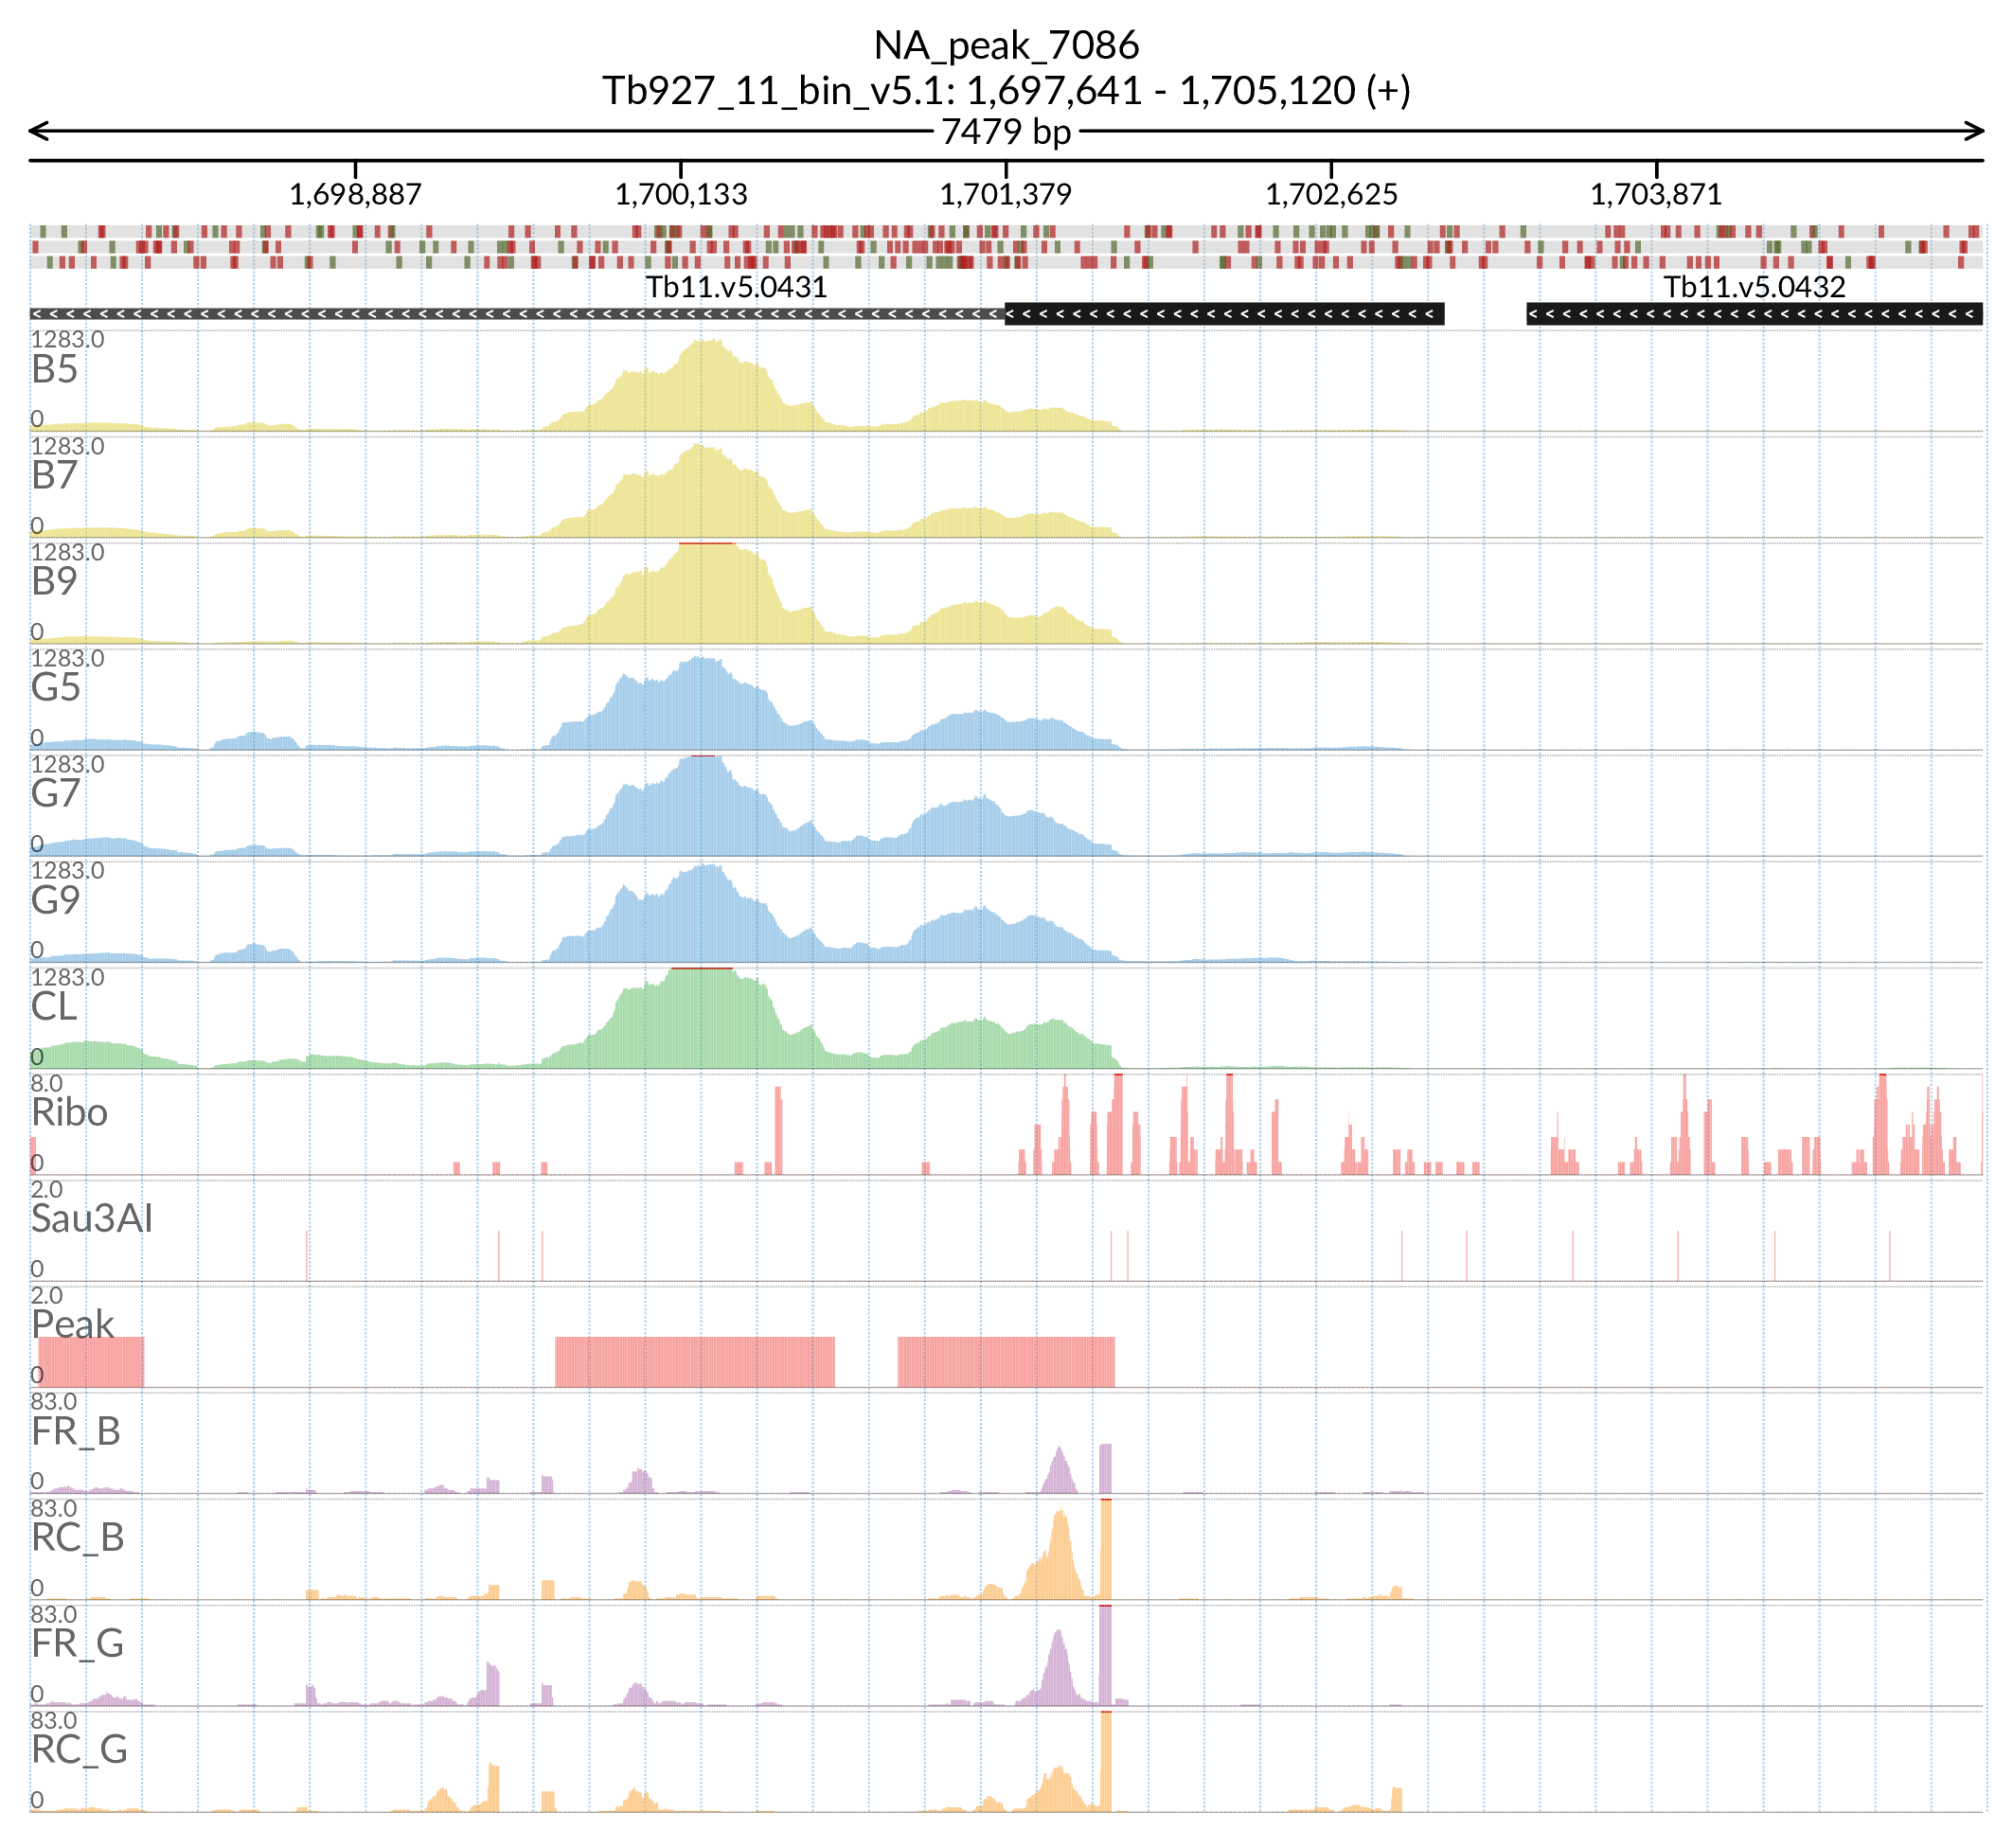 NA_peak_7086
Tb927_11_bin_v5.1: 1,697,641 - 1,705,120 (+)
7479 bp
1,698,887 1,700,133 1,701,379 1,702,625 1,703,871
Tb11.v5.0431 Tb11.v5.0432
1283.0
B5
0
1283.0
B7
0
1283.0
B9
0
1283.0
G5
0
1283.0
G7
0
1283.0
G9
0
1283.0
CL
0
8.0
Ribo
0
2.0
Sau3AI
0
2.0
Peak
0
83.0
FR_B
0
83.0
RC_B
0
83.0
FR_G
0
83.0
RC_G
0